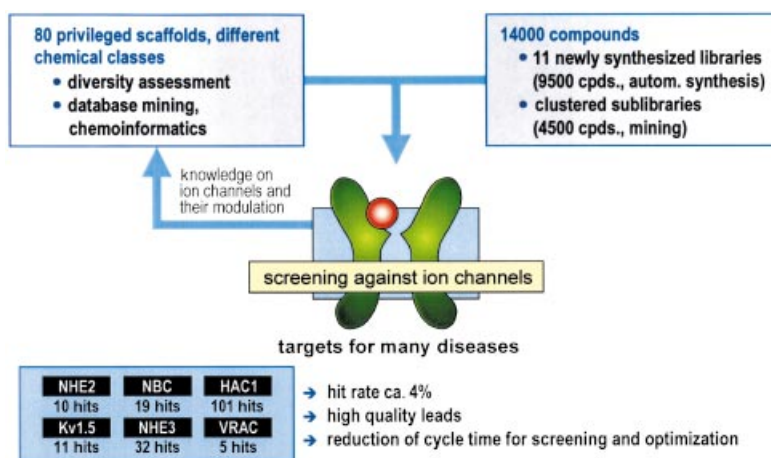 80 privileged scaffolds, different
chemical classes
• diversity assessment
• database mining,
chemoinformatics
14000 compounds
• 11 newly synthesized libraries
(9500 cpds., autom. synthesis)
• clustered sublibraries
(4500 cpds., mining)
knowledge on
ion channels and
their modulation
screening against ion channels
targets for many diseases
NHE2 NBC HAC1
10 hits 19 hits 101 hits
Kv1.5 NHE3 VRAC
11 hits 32 hits 5 hits
→ hit rate ca. 4%
→ high quality leads
→ reduction of cycle time for screening and optimization